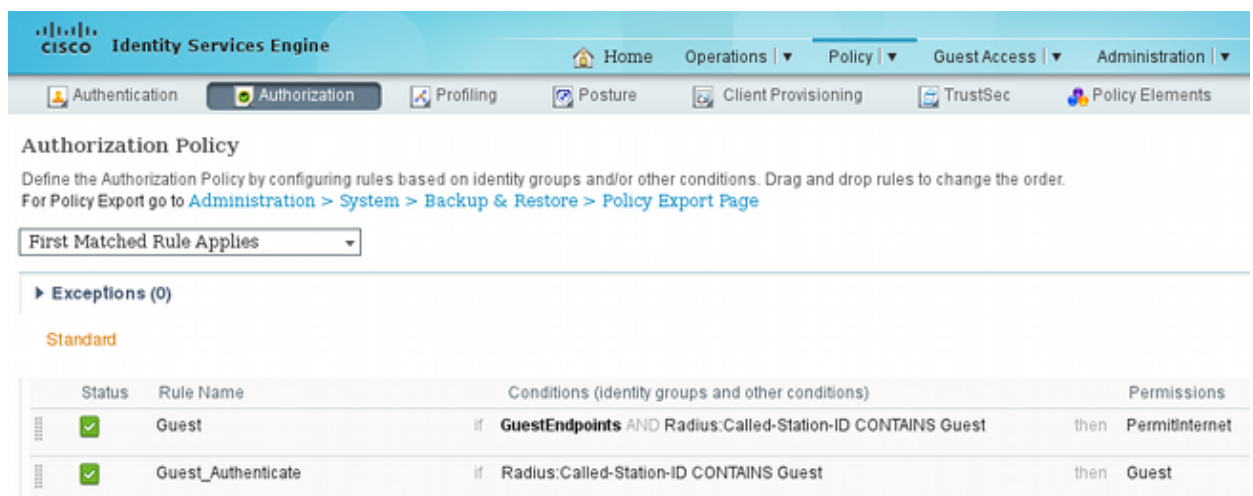 cisco Identity Services Engine
Home Operations Policy Guest Access Administration
Authentication Authorization Profiling Posture Client Provisioning TrustSec Policy Elements
Authorization Policy
Define the Authorization Policy by configuring rules based on identity groups and/or other conditions. Drag and drop rules to change the order.
For Policy Export go to Administration > System > Backup & Restore > Policy Export Page
First Matched Rule Applies
Exceptions (0)
Standard
Status Rule Name Conditions (identity groups and other conditions) Permissions
Guest if GuestEndpoints AND Radius:Called-Station-ID CONTAINS Guest then PermitInternet
Guest_Authenticate if Radius:Called-Station-ID CONTAINS Guest then Guest